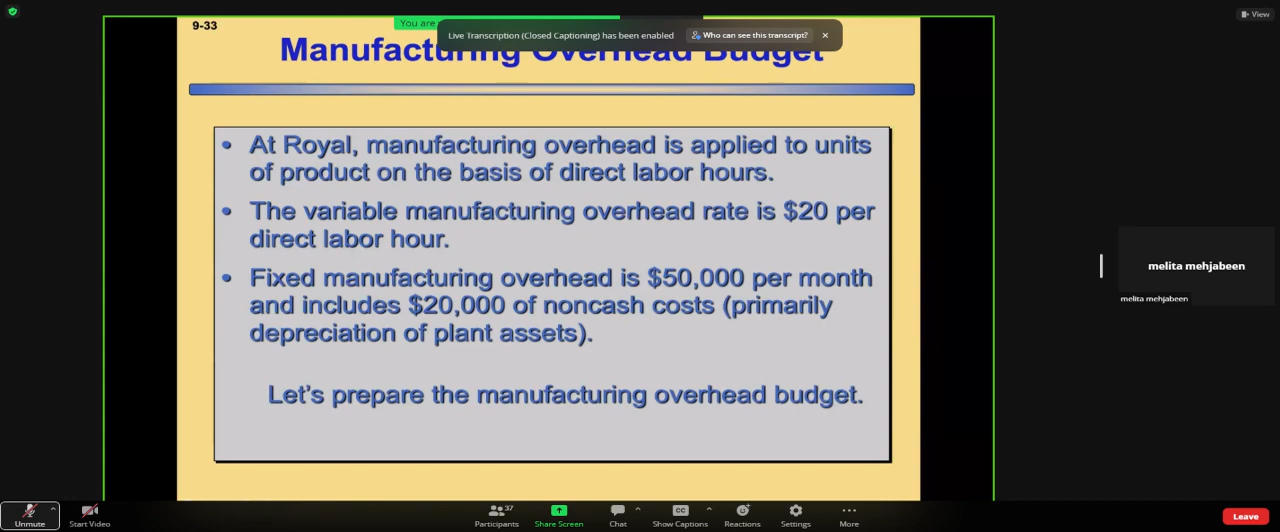 9-33
You are
Live Transcription (Closed Captioning) has been enabled
Who can see this transcript?
View
Manufacturing Overhead Budget
• At Royal, manufacturing overhead is applied to units
of product on the basis of direct labor hours.
• The variable manufacturing overhead rate is $20 per
direct labor hour.
• Fixed manufacturing overhead is $50,000 per month
and includes $20,000 of noncash costs (primarily
depreciation of plant assets).
Let's prepare the manufacturing overhead budget.
melita mehjabeen
melita mehjabeen
Unmute
Start Video
37
Participants
Share Screen
Chat
CC
Show Captions
Reactions
Settings
More
Leave